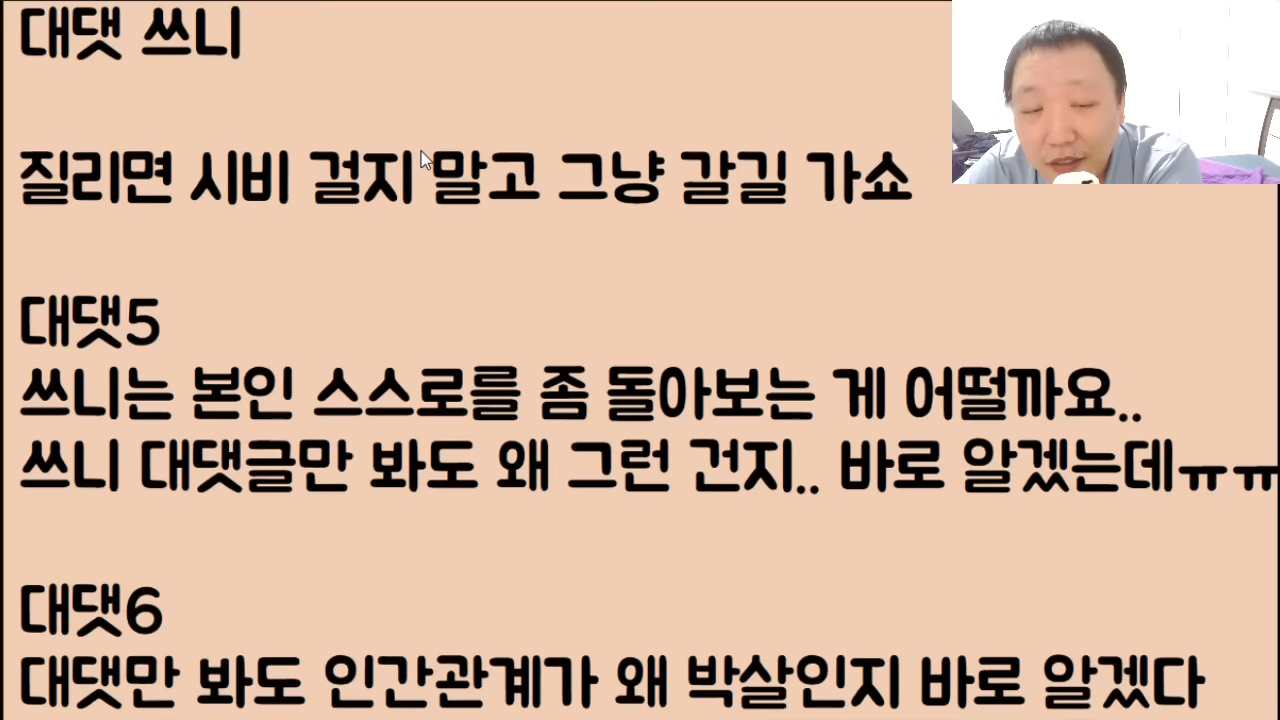 대댓 쓰니
질리면 시비 걸지 말고 그냥 갈길 가쇼
대댓5
쓰니는 본인 스스로를 좀 돌아보는 게 어떨까요..
쓰니 대댓글만 봐도 왜 그런 건지.. 바로 알겠는데ㅠㅠ
대댓6
대댓만 봐도 인간관계가 왜 박살인지 바로 알겠다